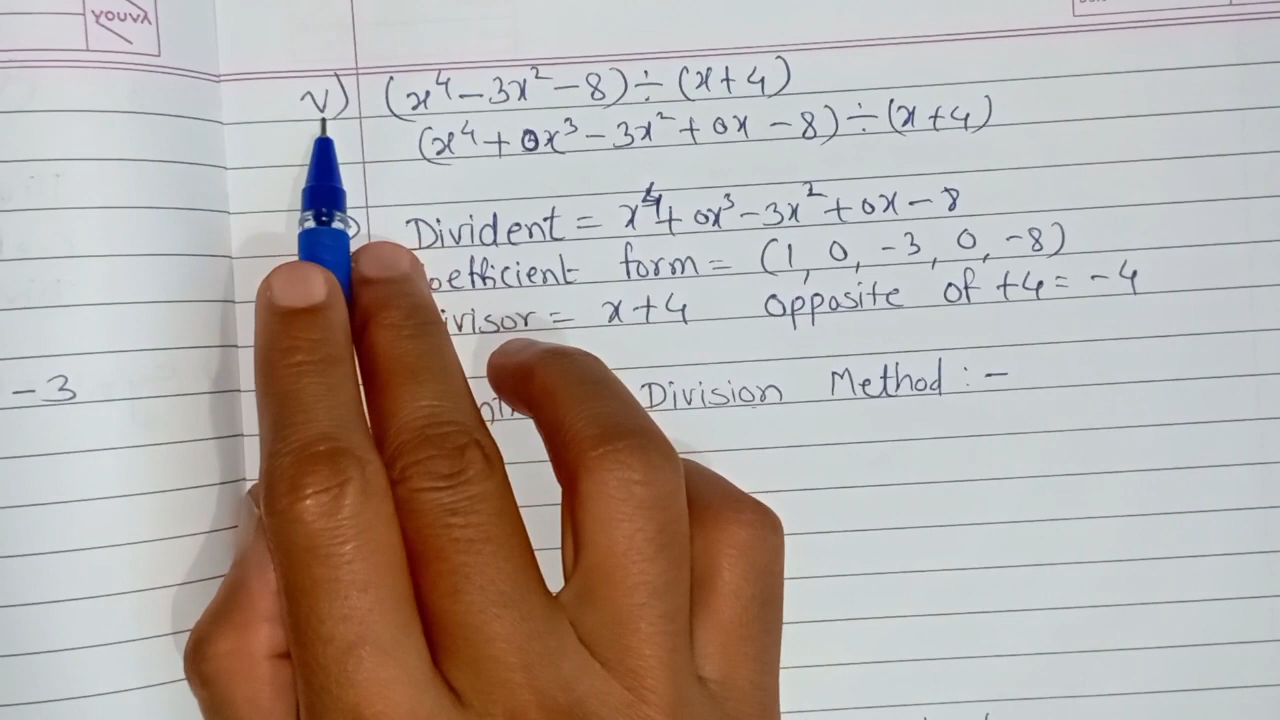 YOUVA
v) (x⁴ - 3x² - 8) ÷ (x + 4)
(x⁴ + 0x³ - 3x² + 0x - 8) ÷ (x + 4)
Divident = x⁴ + 0x³ - 3x² + 0x - 8
oefficient form = (1, 0, -3, 0, -8)
ivisor = x + 4 opposite of +4 = -4
-3
Division Method :-